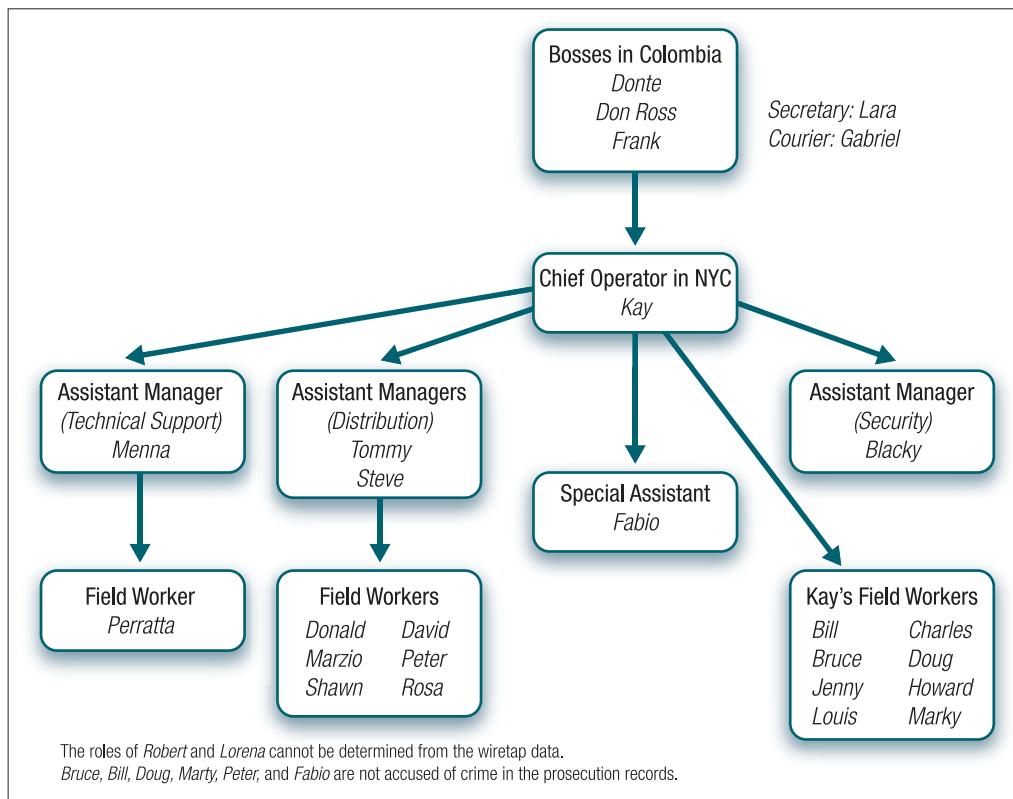 Bosses in Colombia
Donte
Don Ross
Frank
Secretary: Lara
Courier: Gabriel
Chief Operator in NYC
Kay
Assistant Manager
(Technical Support)
Menna
Assistant Managers
(Distribution)
Tommy
Steve
Special Assistant
Fabio
Assistant Manager
(Security)
Blacky
Field Worker
Perratta
Field Workers
Donald David
Marzio Peter
Shawn Rosa
Kay's Field Workers
Bill Charles
Bruce Doug
Jenny Howard
Louis Marky
The roles of Robert and Lorena cannot be determined from the wiretap data.
Bruce, Bill, Doug, Marty, Peter, and Fabio are not accused of crime in the prosecution records.